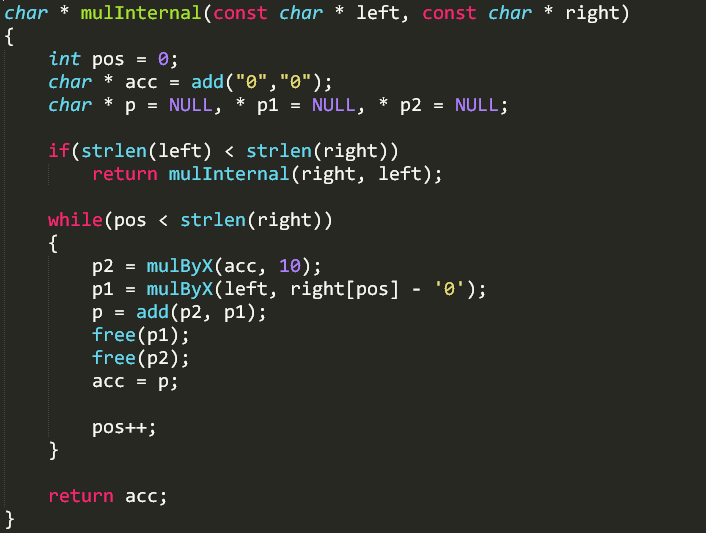 char * mulInternal(const char * left, const char * right)
{
    int pos = 0;
    char * acc = add("0","0");
    char * p = NULL, * p1 = NULL, * p2 = NULL;

    if(strlen(left) < strlen(right))
        return mulInternal(right, left);

    while(pos < strlen(right))
    {
        p2 = mulByX(acc, 10);
        p1 = mulByX(left, right[pos] - '0');
        p = add(p2, p1);
        free(p1);
        free(p2);
        acc = p;

        pos++;
    }

    return acc;
}